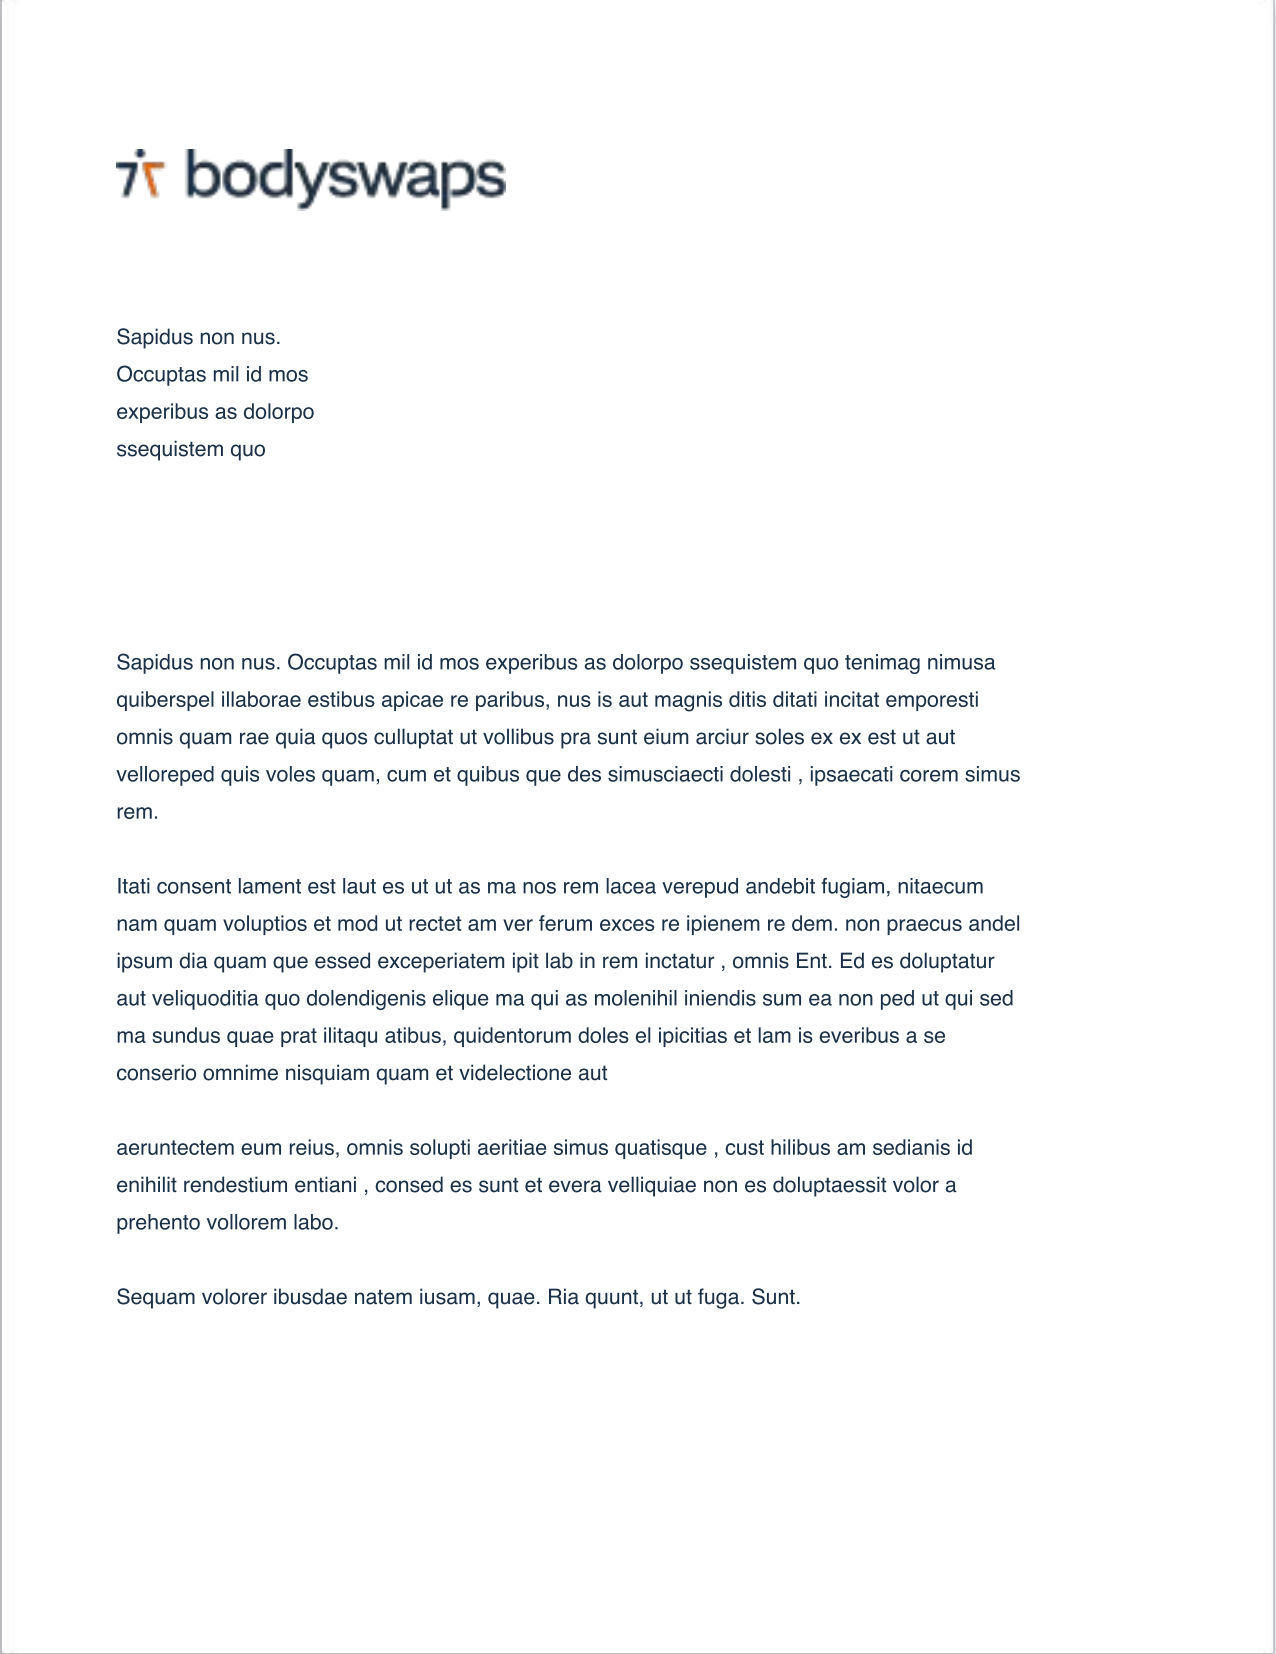 bodyswaps
Sapidus non nus.
Occuptas mil id mos
experibus as dolorpo
ssequistem quo
Sapidus non nus. Occuptas mil id mos experibus as dolorpo ssequistem quo tenimag nimusa
quiberspel illaborae estibus apicae re paribus, nus is aut magnis ditis ditati incitat emporesti
omnis quam rae quia quos culluptat ut vollibus pra sunt eium arciur soles ex ex est ut aut
velloreped quis voles quam, cum et quibus que des simusciaecti dolesti , ipsaecati corem simus
rem.
Itati consent lament est laut es ut ut as ma nos rem lacea verepud andebit fugiam, nitaecum
nam quam voluptios et mod ut rectet am ver ferum exces re ipienem re dem. non praecus andel
ipsum dia quam que essed exceperiatem ipit lab in rem inctatur , omnis Ent. Ed es doluptatur
aut veliquoditia quo dolendigenis elique ma qui as molenihil iniendis sum ea non ped ut qui sed
ma sundus quae prat ilitaqu atibus, quidentorum doles el ipicitias et lam is everibus a se
conserio omnime nisquiam quam et videlectione aut
aeruntectem eum reius, omnis solupti aeritiae simus quatisque , cust hilibus am sedianis id
enihilit rendestium entiani , consed es sunt et evera velliquiae non es doluptaessit volor a
prehento vollorem labo.
Sequam volorer ibusdae natem iusam, quae. Ria quunt, ut ut fuga. Sunt.